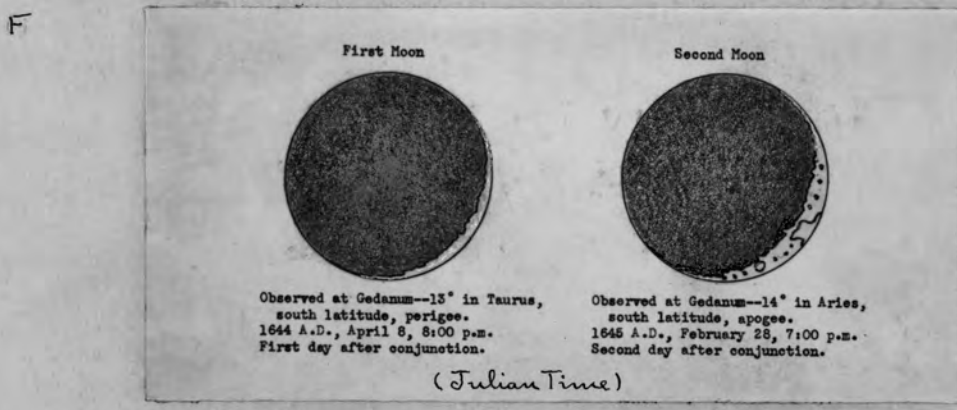 F
First Moon
Second Moon
Observed at Gedanum--13° in Taurus,
south latitude, perigee.
1644 A.D., April 8, 8:00 p.m.
First day after conjunction.
Observed at Gedanum--14° in Aries,
south latitude, apogee.
1645 A.D., February 28, 7:00 p.m.
Second day after conjunction.
(Julian Time)